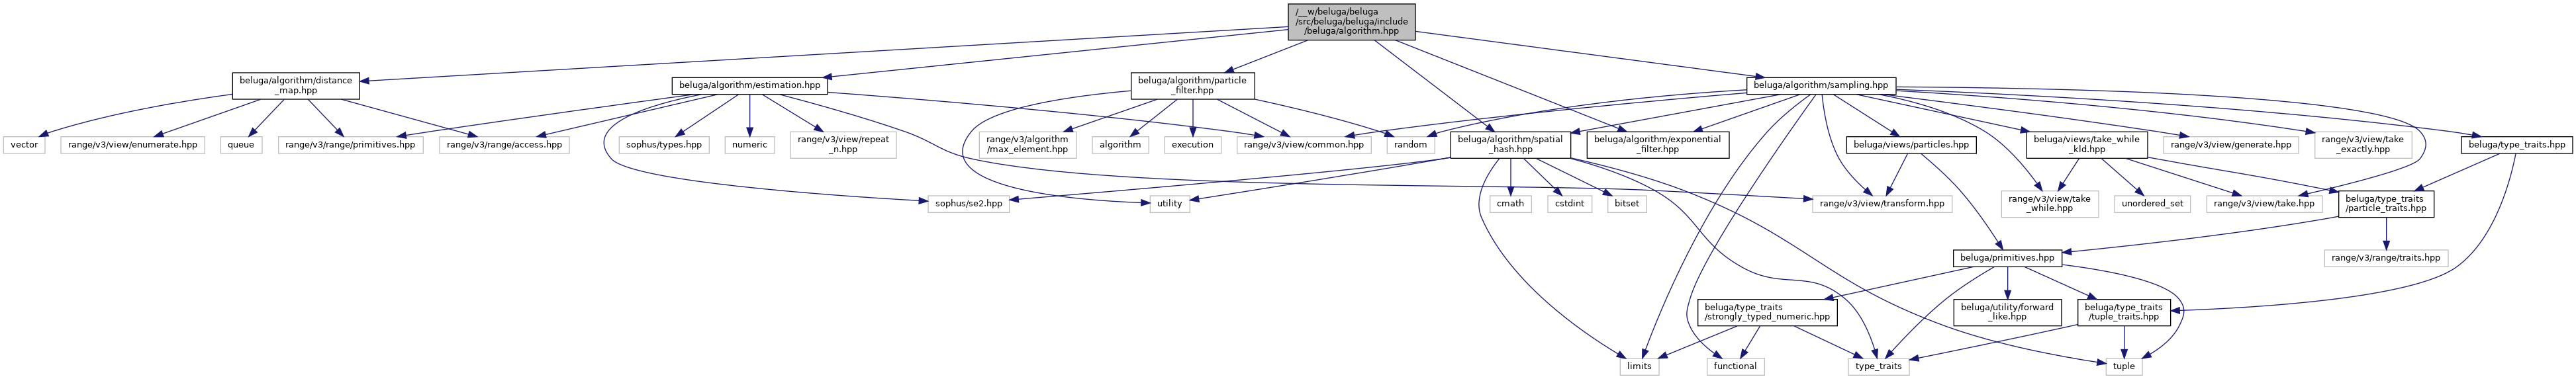 /__w/beluga/beluga
/src/beluga/beluga/include
/beluga/algorithm.hpp
beluga/algorithm/distance
_map.hpp
beluga/algorithm/estimation.hpp
beluga/algorithm/particle
_filter.hpp
beluga/algorithm/sampling.hpp
vector
range/v3/view/enumerate.hpp
queue
range/v3/range/primitives.hpp
range/v3/range/access.hpp
sophus/types.hpp
numeric
range/v3/view/repeat
_n.hpp
range/v3/algorithm
/max_element.hpp
algorithm
execution
range/v3/view/common.hpp
random
beluga/algorithm/spatial
_hash.hpp
beluga/algorithm/exponential
_filter.hpp
beluga/views/particles.hpp
beluga/views/take_while
_kld.hpp
range/v3/view/generate.hpp
range/v3/view/take
_exactly.hpp
beluga/type_traits.hpp
sophus/se2.hpp
utility
cmath
cstdint
bitset
range/v3/view/transform.hpp
range/v3/view/take
_while.hpp
unordered_set
range/v3/view/take.hpp
beluga/type_traits
/particle_traits.hpp
beluga/primitives.hpp
range/v3/range/traits.hpp
beluga/type_traits
/strongly_typed_numeric.hpp
beluga/utility/forward
_like.hpp
beluga/type_traits
/tuple_traits.hpp
limits
functional
type_traits
tuple